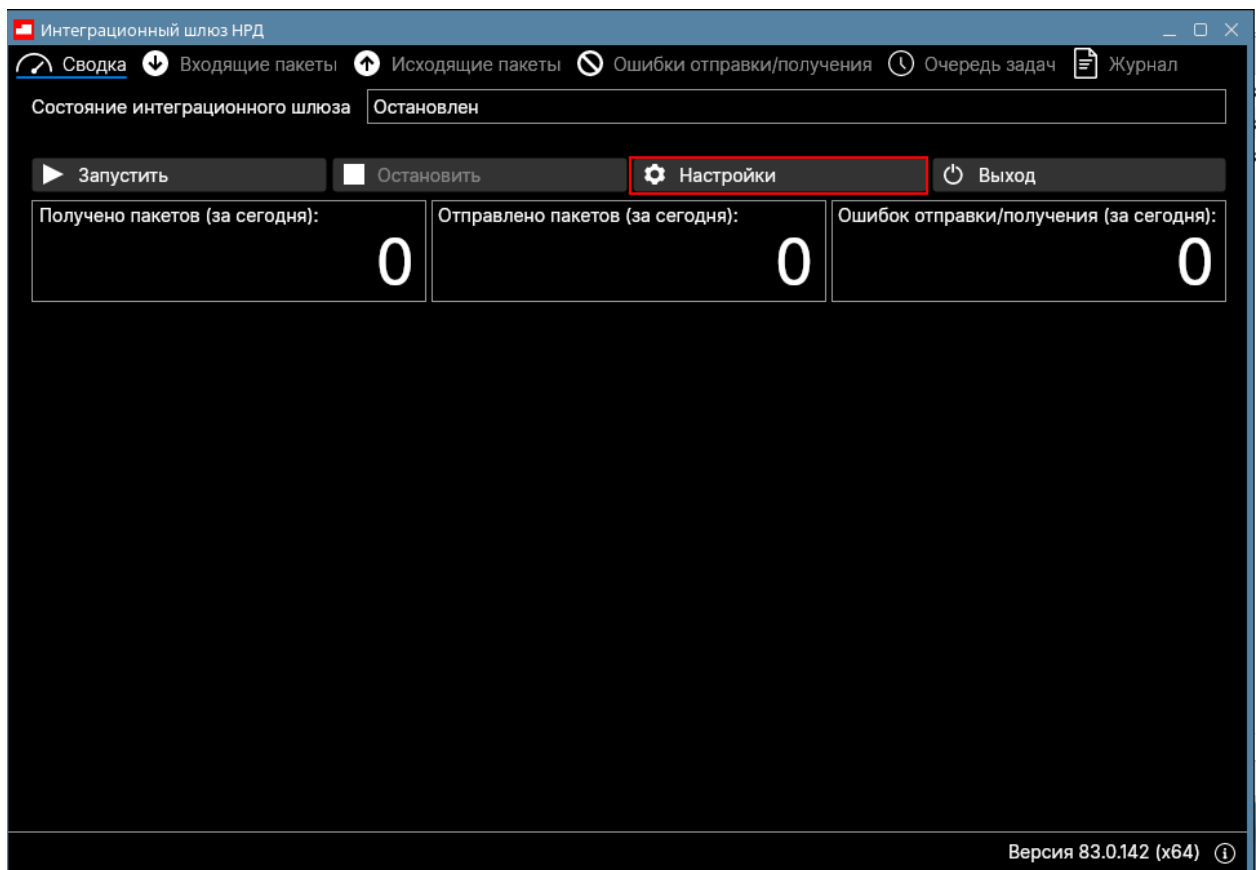 Интеграционный шлюз НРД
Сводка Входящие пакеты Исходящие пакеты Ошибки отправки/получения Очередь задач Журнал
Состояние интеграционного шлюза Остановлен
Запустить Остановить Настройки Выход
Получено пакетов (за сегодня): Отправлено пакетов (за сегодня): Ошибок отправки/получения (за сегодня):
0 0 0
Версия 83.0.142 (x64)